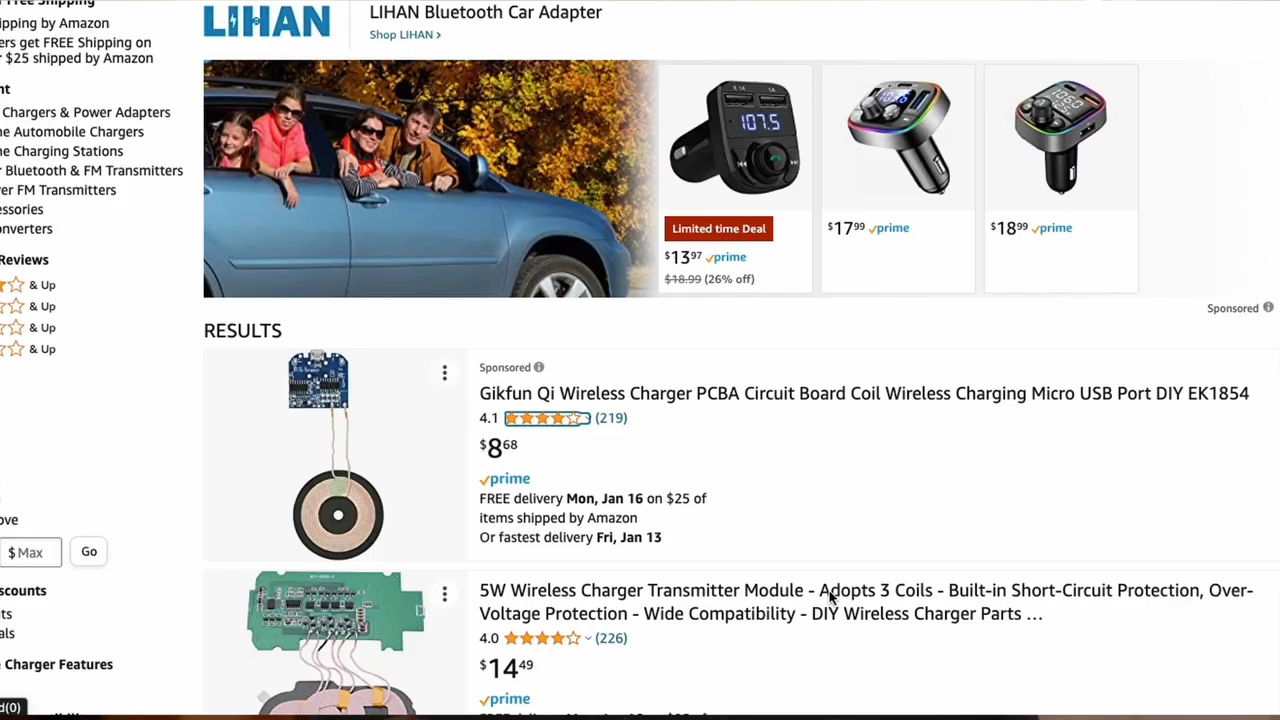 ipping by Amazon
ers get FREE Shipping on
$25 shipped by Amazon
nt
Chargers & Power Adapters
ne Automobile Chargers
ne Charging Stations
r Bluetooth & FM Transmitters
er FM Transmitters
essories
onverters
Reviews
& Up
& Up
& Up
& Up
ove
$ Max
Go
scounts
nts
als
e Charger Features
d(0)
LIHAN
LIHAN Bluetooth Car Adapter
Shop LIHAN >
3.1A 1A
107.5
Limited time Deal
$13 97 prime
$18.99 (26% off)
$17 99 prime
$18 99 prime
Sponsored
RESULTS
Sponsored
Gikfun Qi Wireless Charger PCBA Circuit Board Coil Wireless Charging Micro USB Port DIY EK1854
4.1 (219)
$8 68
prime
FREE delivery Mon, Jan 16 on $25 of
items shipped by Amazon
Or fastest delivery Fri, Jan 13
5W Wireless Charger Transmitter Module - Adopts 3 Coils - Built-in Short-Circuit Protection, Over-
Voltage Protection - Wide Compatibility - DIY Wireless Charger Parts ...
4.0 (226)
$14 49
prime